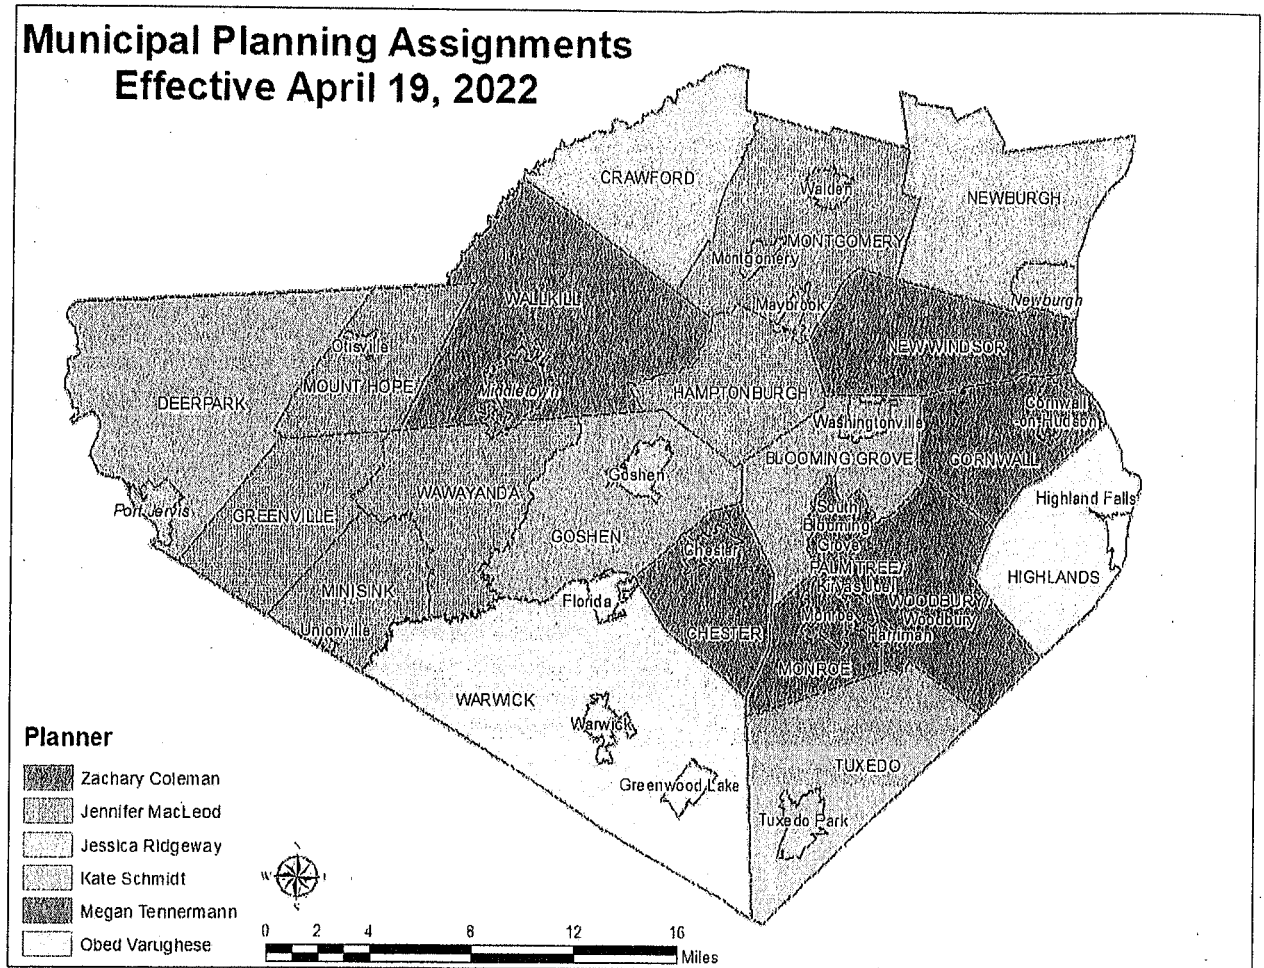 Municipal Planning Assignments
Effective April 19, 2022
CRAWFORD
Walden
NEWBURGH
MONTGOMERY
Montgomery
WALLKILL
Maybrook
Newburgh
Otisville
NEW WINDSOR
MOUNT HOPE
Middletown
HAMPTONBURGH
DEERPARK
Cornwall
-on-Hudson
Washingtonville
BLOOMING GROVE
CORNWALL
Goshen
WAWAYANDA
Highland Falls
Port Jervis
GREENVILLE
South
Blooming
Grove
GOSHEN
Chester
PALM TREE/
Kiryas Joel
HIGHLANDS
MINISINK
Florida
WOODBURY
Monroe
Woodbury
Unionville
CHESTER
Harriman
MONROE
WARWICK
Warwick
TUXEDO
Greenwood Lake
Tuxedo Park
Planner
Zachary Coleman
Jennifer MacLeod
Jessica Ridgeway
Kate Schmidt
Megan Tennermann
Obed Varughese
W
0 2 4 8 12 16
Miles